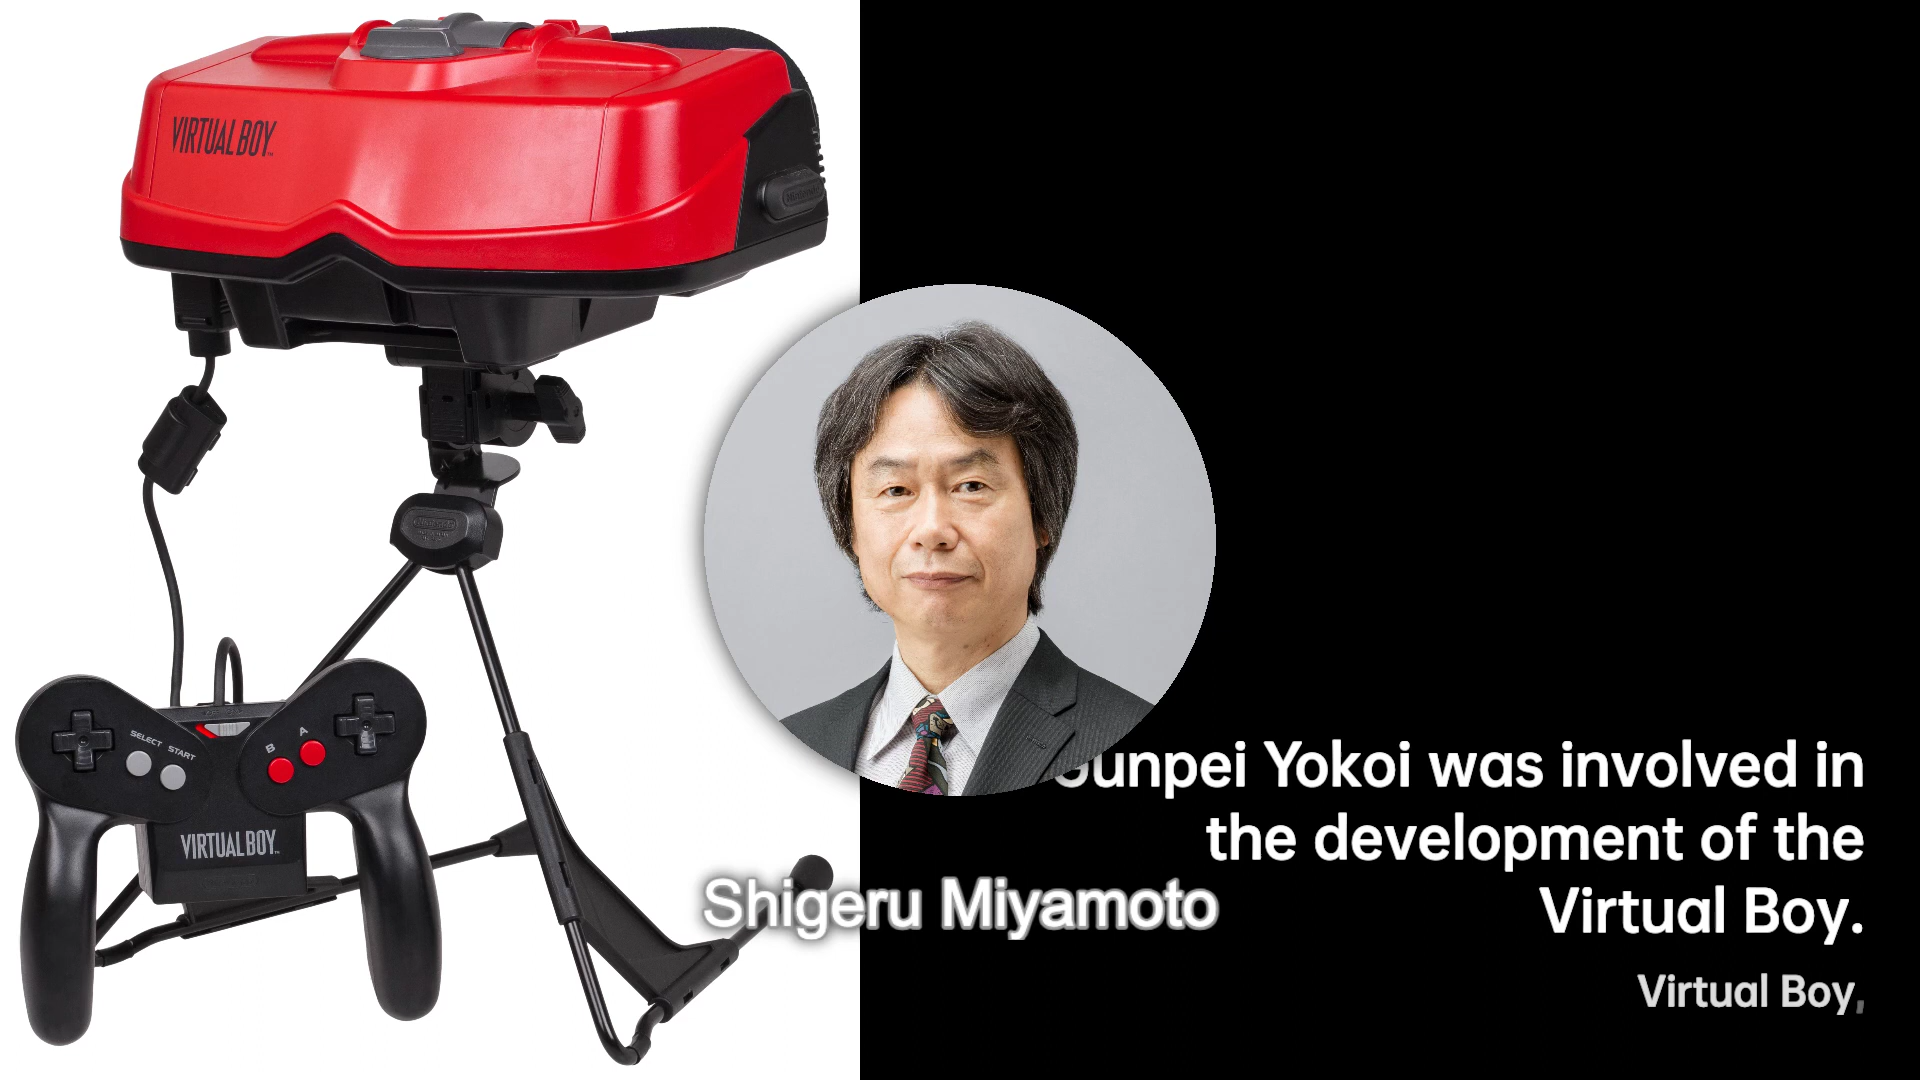 VIRTUAL BOY
SELECT START
B A
VIRTUAL BOY
Gunpei Yokoi was involved in
the development of the
Virtual Boy.
Shigeru Miyamoto
Virtual Boy,